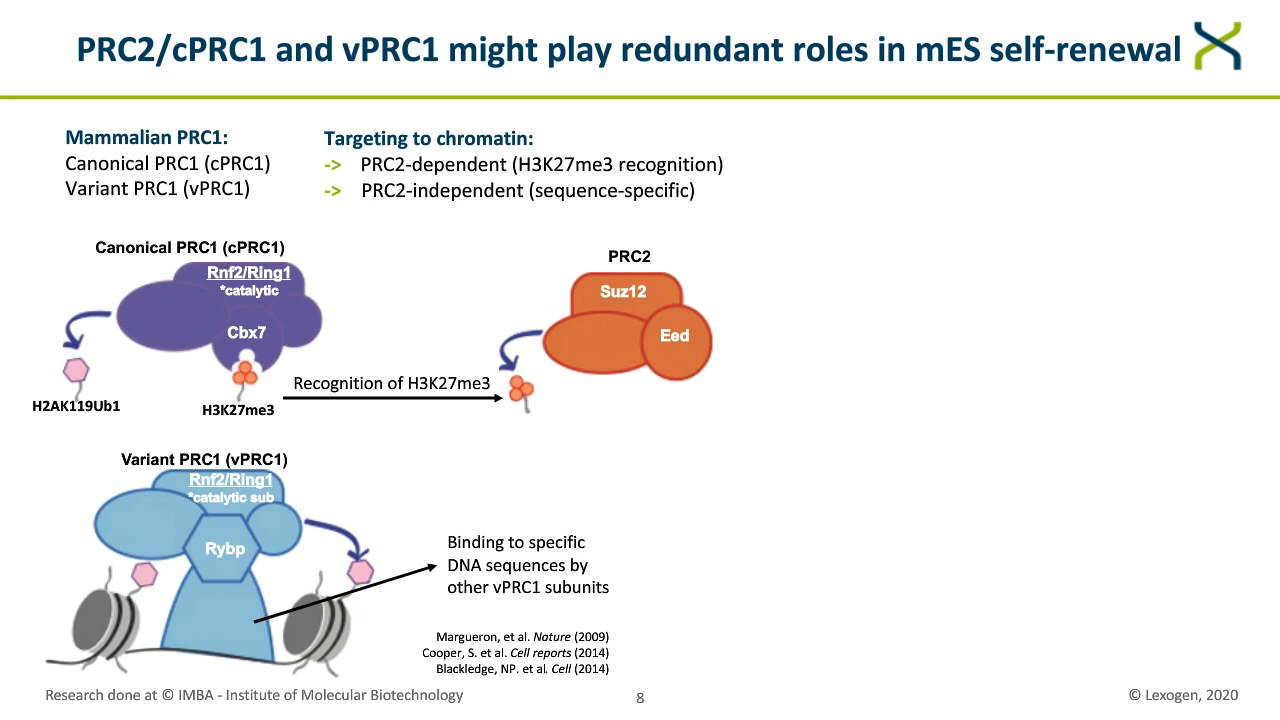 PRC2/cPRC1 and vPRC1 might play redundant roles in mES self-renewal
Mammalian PRC1:
Canonical PRC1 (cPRC1)
Variant PRC1 (vPRC1)
Targeting to chromatin:
-> PRC2-dependent (H3K27me3 recognition)
-> PRC2-independent (sequence-specific)
Canonical PRC1 (cPRC1)
Rnf2/Ring1
*catalytic
Cbx7
H2AK119Ub1
H3K27me3
Recognition of H3K27me3
PRC2
Suz12
Eed
Variant PRC1 (vPRC1)
Rnf2/Ring1
*catalytic sub
Rybp
Binding to specific
DNA sequences by
other vPRC1 subunits
Margueron, et al. Nature (2009)
Cooper, S. et al. Cell reports (2014)
Blackledge, NP. et al. Cell (2014)
Research done at © IMBA - Institute of Molecular Biotechnology
8
© Lexogen, 2020